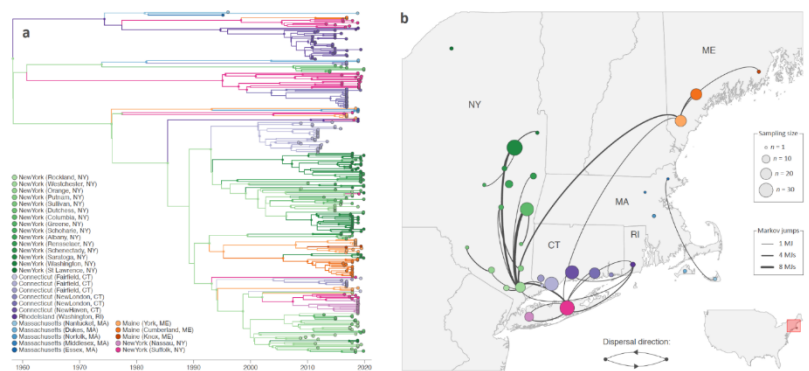 a
NewYork (Rockland, NY)
NewYork (Westchester, NY)
NewYork (Orange, NY)
NewYork (Putnam, NY)
NewYork (Sullivan, NY)
NewYork (Dutchess, NY)
NewYork (Columbia, NY)
NewYork (Greene, NY)
NewYork (Schoharie, NY)
NewYork (Albany, NY)
NewYork (Rensselaer, NY)
NewYork (Schenectady, NY)
NewYork (Saratoga, NY)
NewYork (Washington, NY)
NewYork (St Lawrence, NY)
Connecticut (Fairfield, CT)
Connecticut (Fairfield, CT)
Connecticut (NewLondon, CT)
Connecticut (NewLondon, CT)
Connecticut (NewHaven, CT)
RhodeIsland (Washington, RI)
Massachusetts (Nantucket, MA)
Massachusetts (Dukes, MA)
Massachusetts (Norfolk, MA)
Massachusetts (Middlesex, MA)
Massachusetts (Essex, MA)
Maine (York, ME)
Maine (Cumberland, ME)
Maine (Knox, ME)
NewYork (Nassau, NY)
NewYork (Suffolk, NY)
1960 1970 1980 1990 2000 2010 2020
b
ME
NY
MA
CT
RI
Sampling size
n = 1
n = 10
n = 20
n = 30
Markov jumps
1 MJ
4 MJs
8 MJs
Dispersal direction: